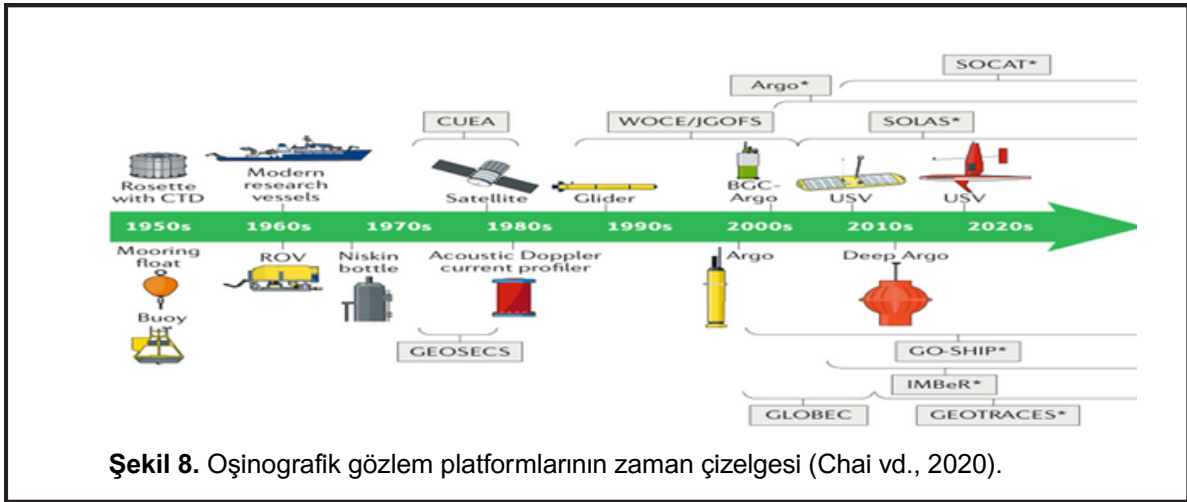 SOCAT*
Argo*
CUEA
WOCE/JGOFS
SOLAS*
Rosette
with CTD
Modern
research
vessels
Satellite
Glider
BGC-
Argo
USV
USV
1950s
1960s
1970s
1980s
1990s
2000s
2010s
2020s
Mooring
float
Buoy
ROV
Niskin
bottle
Acoustic Doppler
current profiler
Argo
Deep Argo
GEOSECS
GO-SHIP*
IMBeR*
GLOBEC
GEOTRACES*
Şekil 8. Oşinografik gözlem platformlarının zaman çizelgesi (Chai vd., 2020).